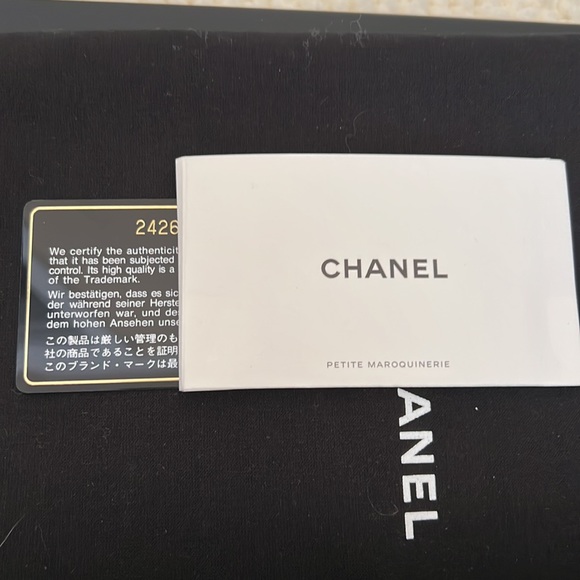 2426
We certify the authenticit
that it has been subjected
control. Its high quality is a
of the Trademark.
Wir bestätigen, dass es sic
der während seiner Herste
unterworfen war, und des
dem hohen Ansehen unse
この製品は厳しい管理のも
社の商品であることを証明
このブランド・マークは最
CHANEL
PETITE MAROQUINERIE
ANEL